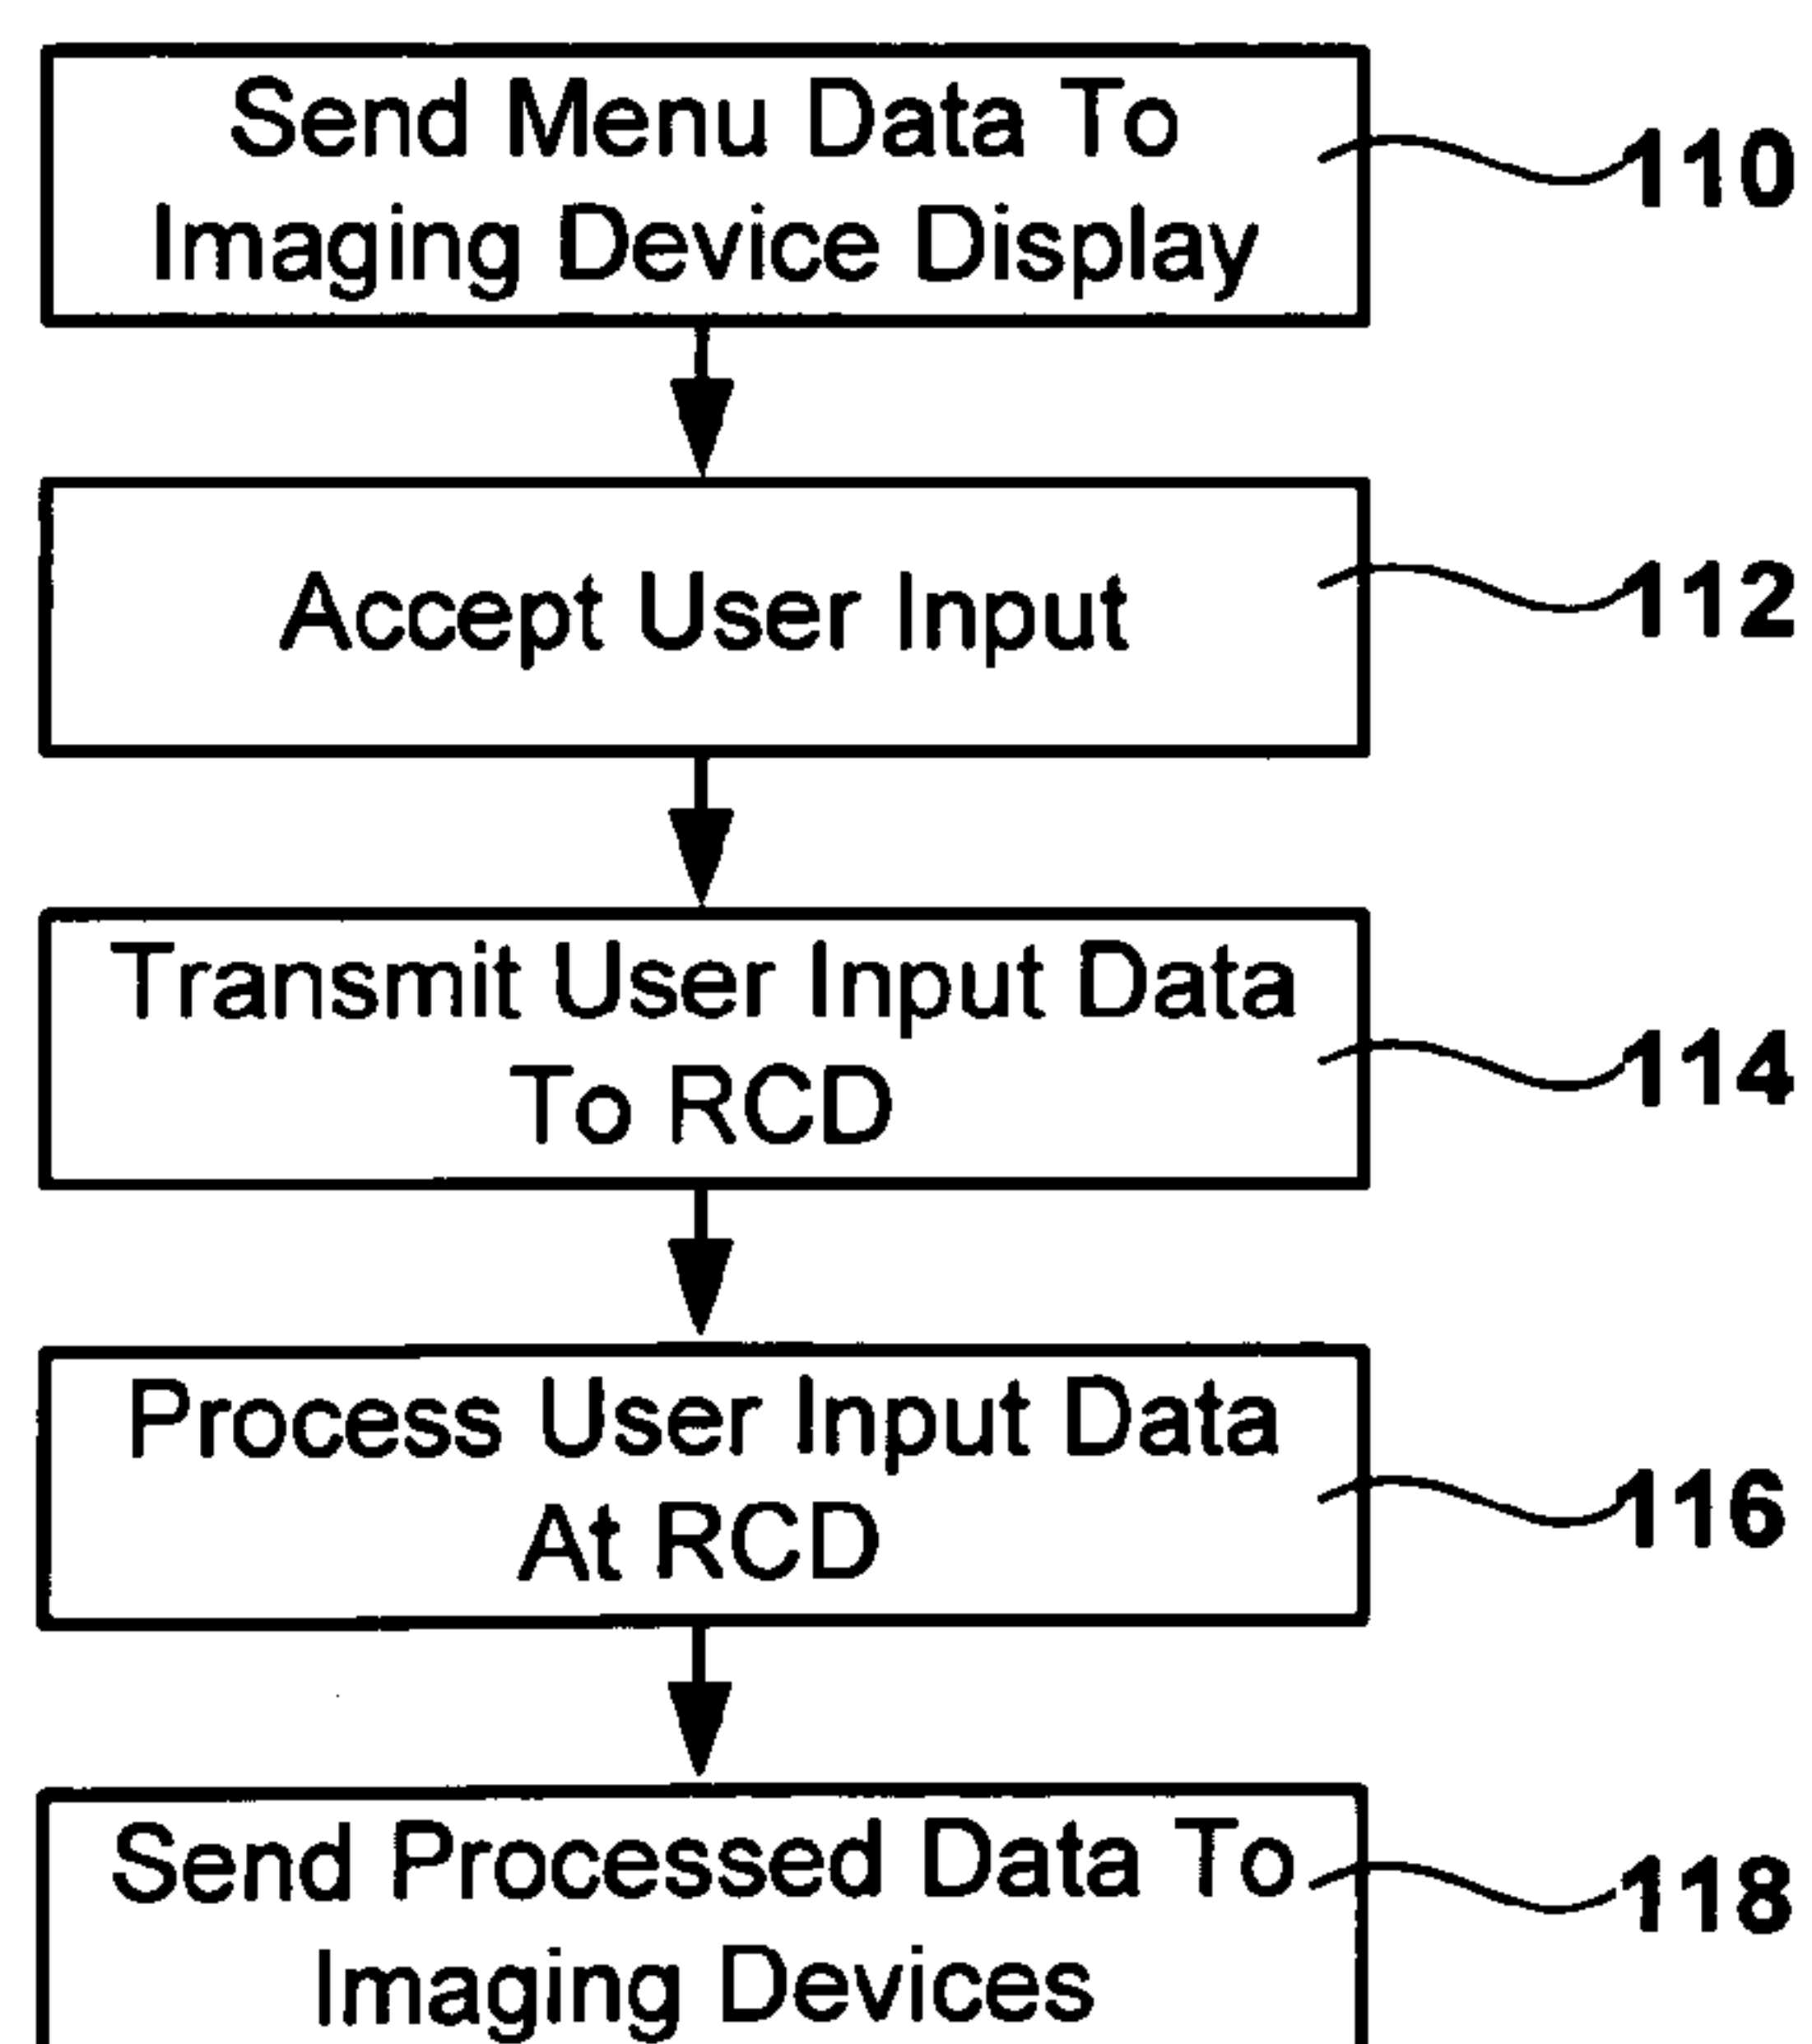 Send Menu Data To
Imaging Device Display
110
Accept User Input
112
Transmit User Input Data
To RCD
114
Process User Input Data
At RCD
116
Send Processed Data To
Imaging Devices
118